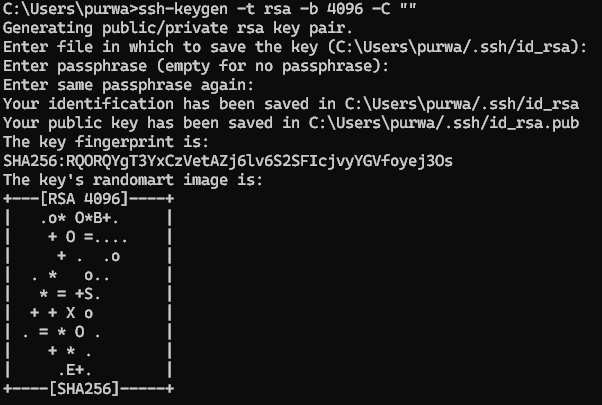 C:\Users\purwa>ssh-keygen -t rsa -b 4096 -C ""
Generating public/private rsa key pair.
Enter file in which to save the key (C:\Users\purwa/.ssh/id_rsa):
Enter passphrase (empty for no passphrase):
Enter same passphrase again:
Your identification has been saved in C:\Users\purwa/.ssh/id_rsa
Your public key has been saved in C:\Users\purwa/.ssh/id_rsa.pub
The key fingerprint is:
SHA256:RQORQYgT3YxCzVetAZj6lv6S2SFIcjvyYGVfoyej3Os
The key's randomart image is:
+---[RSA 4096]----+
|   .o* O*B+.     |
|    + O =....    |
|     + .  .o     |
|  . *   o..      |
|   * = +S.       |
|  + + X o        |
| . = * O .       |
|    + * .        |
|     .E+.        |
+----[SHA256]-----+